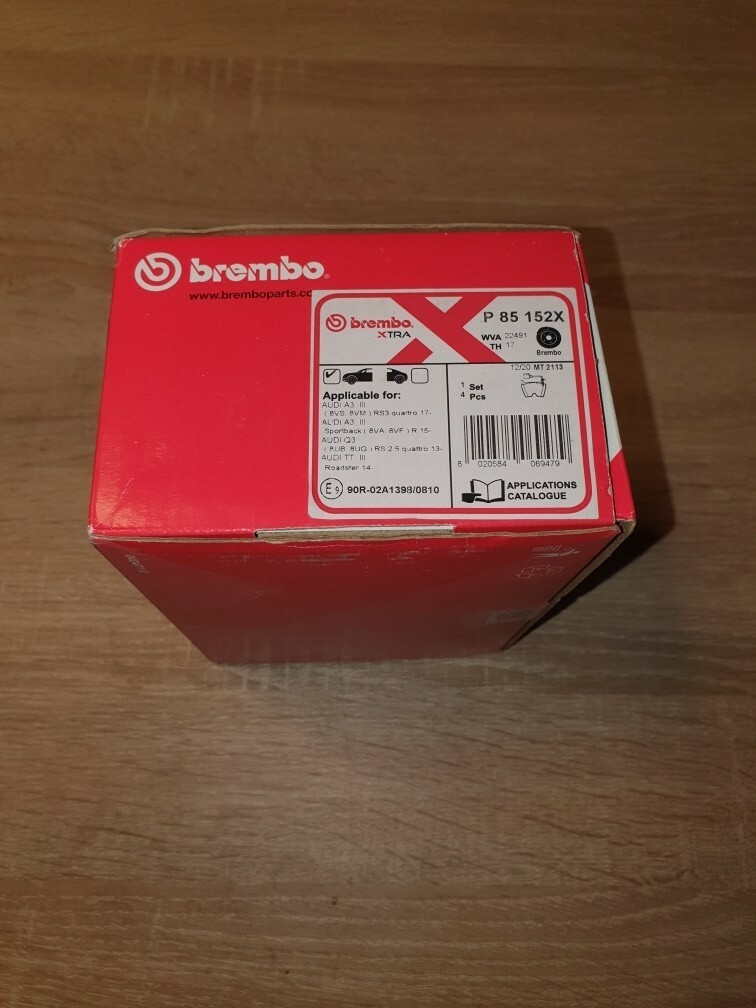 brembo
www.bremboparts.co
brembo
XTRA
P 85 152X
WVA 22491
TH 17
Brembo
12/20 MT 2113
1 Set
4 Pcs
Applicable for:
AUDI A3 III
( 8VS, 8VM ) RS3 quattro 17-
AUDI A3 III
Sportback ( 8VA, 8VF ) R 15-
AUDI Q3
( 8UB, 8UG ) RS 2.5 quattro 13-
AUDI TT III
Roadster 14-
E9 90R-02A1398/0810
8 020584 069479
APPLICATIONS
CATALOGUE